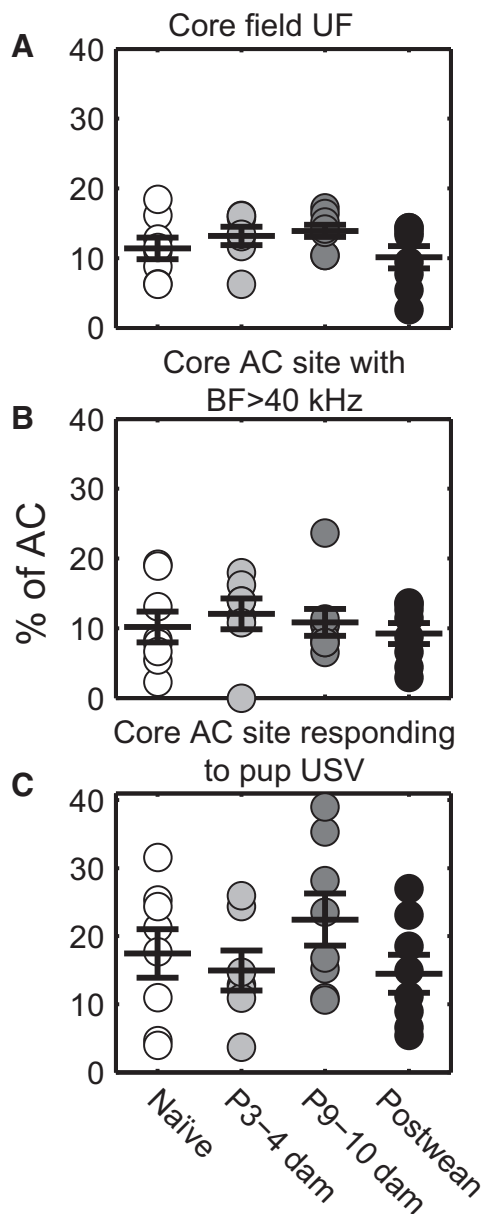 A
Core field UF
40
30
20
10
0
Core AC site with
BF>40 kHz
B
40
20
10
0
% of AC
Core AC site responding
to pup USV
C
40
30
20
10
0
Naïve
P3–4 dam
P9–10 dam
Postwean